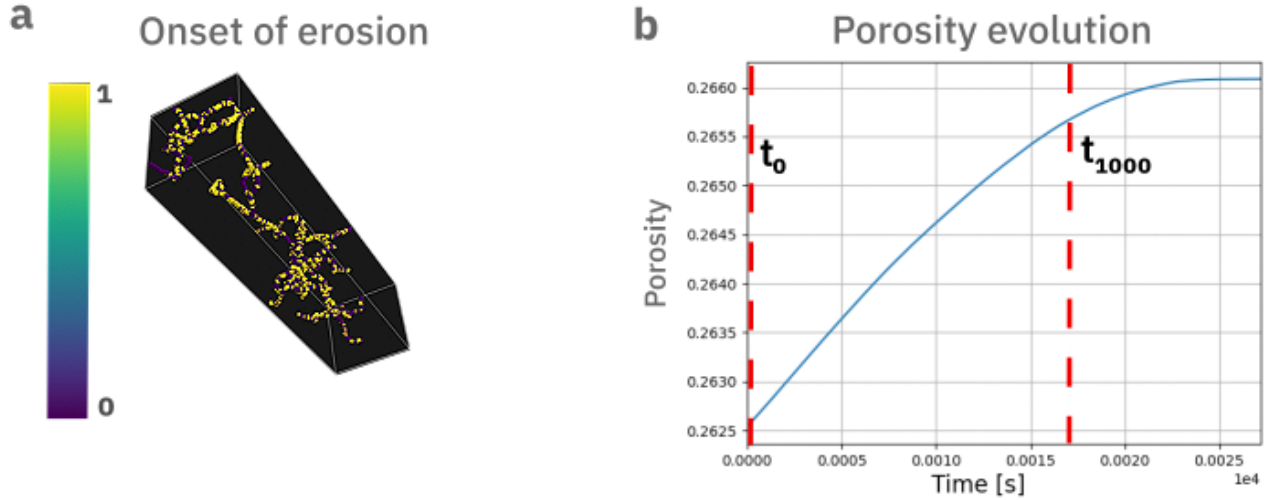 a
Onset of erosion
1
0
b
Porosity evolution
Porosity
0.2660
0.2655
0.2650
0.2645
0.2640
0.2635
0.2630
0.2625
t0
t1000
0.0000 0.0005 0.0010 0.0015 0.0020 0.0025
1e4
Time [s]